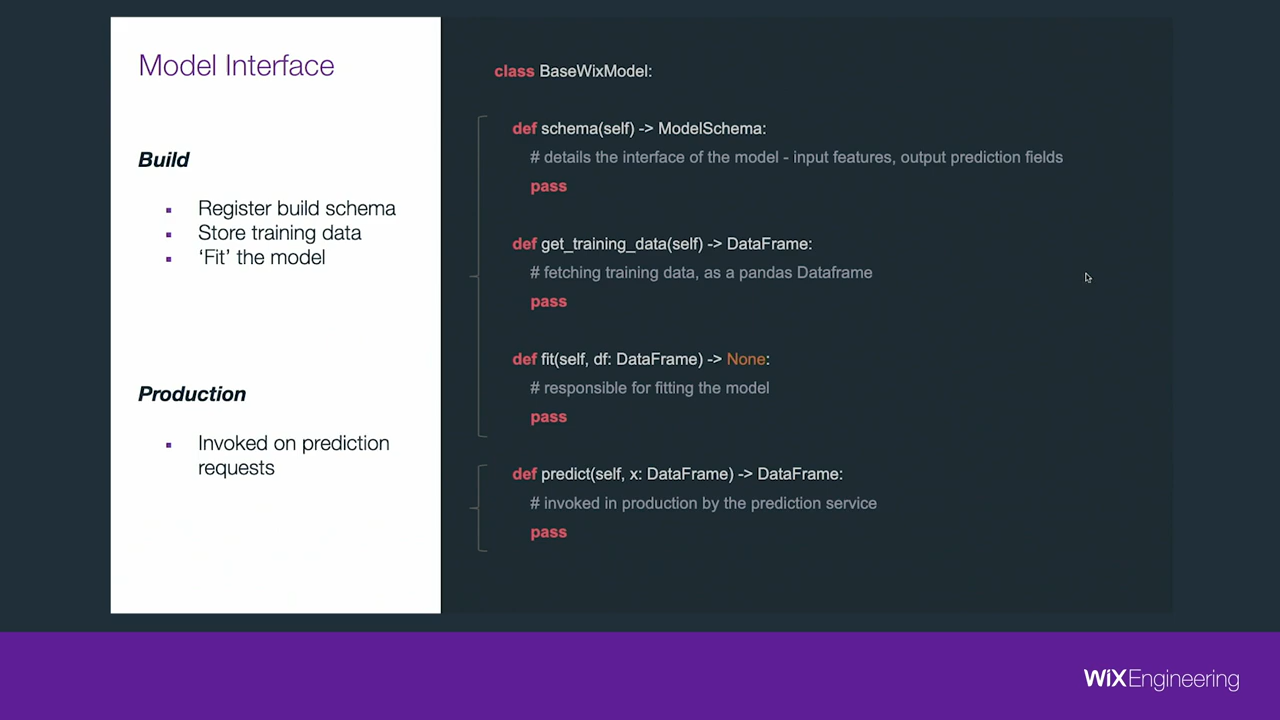 Model Interface
Build
▪ Register build schema
▪ Store training data
▪ ‘Fit’ the model
Production
▪ Invoked on prediction
requests
class BaseWixModel:
def schema(self) -> ModelSchema:
# details the interface of the model - input features, output prediction fields
pass
def get_training_data(self) -> DataFrame:
# fetching training data, as a pandas Dataframe
pass
def fit(self, df: DataFrame) -> None:
# responsible for fitting the model
pass
def predict(self, x: DataFrame) -> DataFrame:
# invoked in production by the prediction service
pass
WiXEngineering